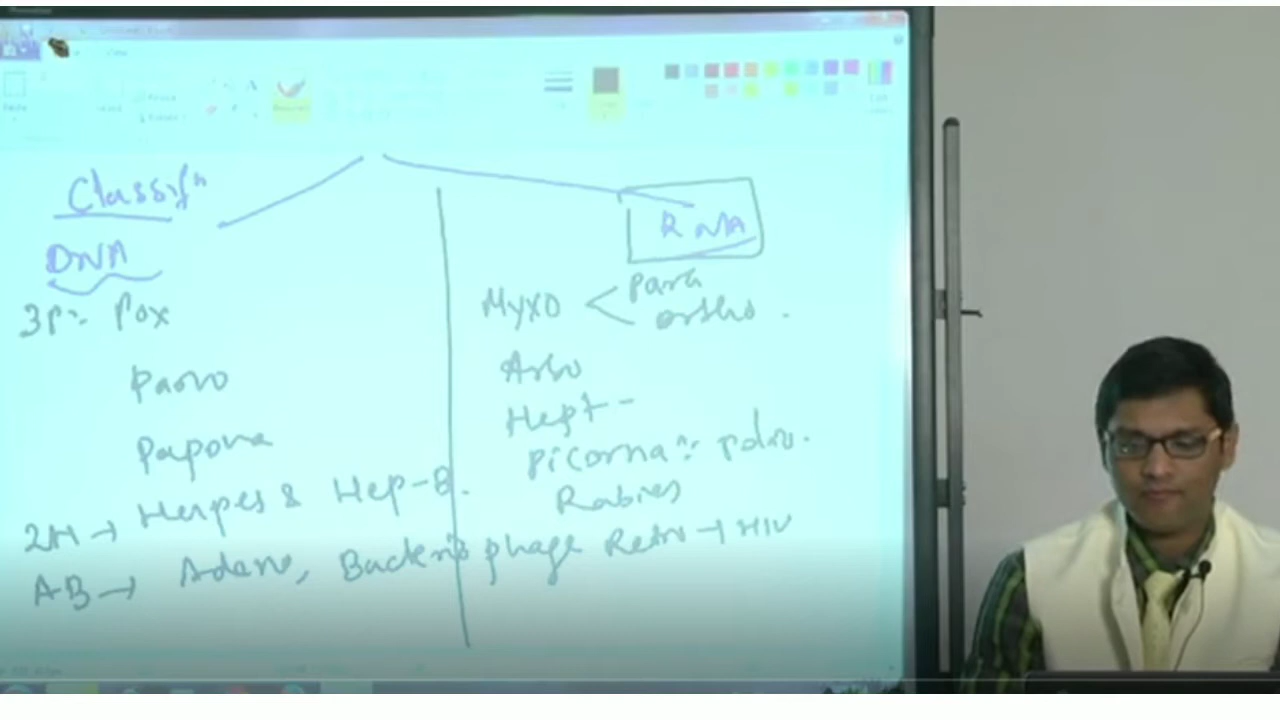 Classifn
DNA
3P:- Pox
Parvo
Papova
2H → Herpes & Hep-B.
AB → Adeno, Bacteriophage
RNA
Myxo < Para
ortho.
Arbo
Hept -
Picorna :- Polio.
Rabies
Retro → HIV